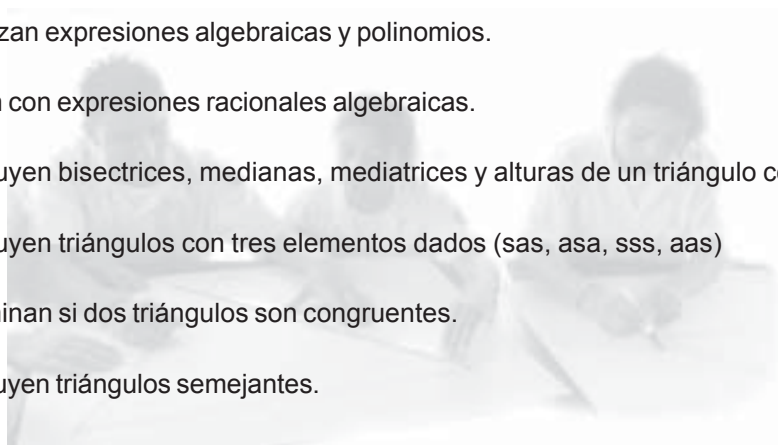 zan expresiones algebraicas y polinomios.
n con expresiones racionales algebraicas.
uyen bisectrices, medianas, mediatrices y alturas de un triángulo co
uyen triángulos con tres elementos dados (sas, asa, sss, aas)
ninan si dos triángulos son congruentes.
uyen triángulos semejantes.